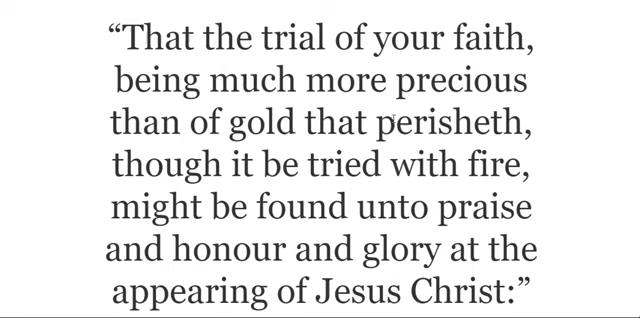 “That the trial of your faith,
being much more precious
than of gold that perisheth,
though it be tried with fire,
might be found unto praise
and honour and glory at the
appearing of Jesus Christ:”